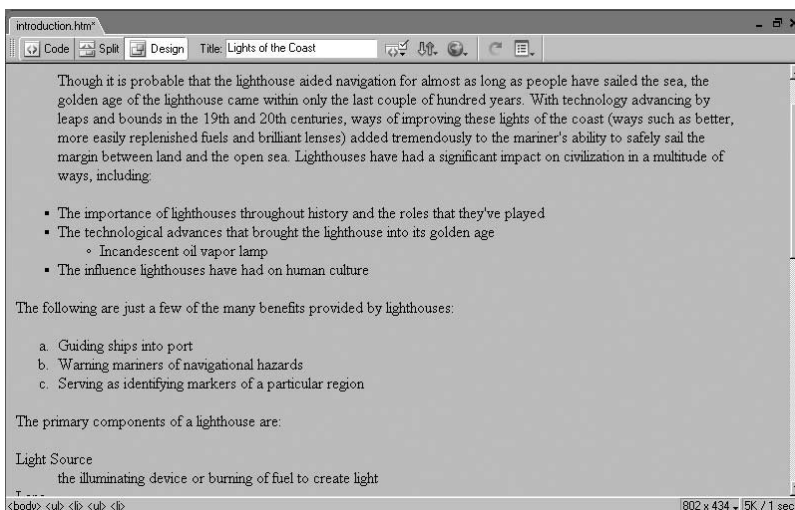 introduction.htm*
Code Split Design Title: Lights of the Coast
Though it is probable that the lighthouse aided navigation for almost as long as people have sailed the sea, the
golden age of the lighthouse came within only the last couple of hundred years. With technology advancing by
leaps and bounds in the 19th and 20th centuries, ways of improving these lights of the coast (ways such as better,
more easily replenished fuels and brilliant lenses) added tremendously to the mariner's ability to safely sail the
margin between land and the open sea. Lighthouses have had a significant impact on civilization in a multitude of
ways, including:
▪ The importance of lighthouses throughout history and the roles that they've played
▪ The technological advances that brought the lighthouse into its golden age
∘ Incandescent oil vapor lamp
▪ The influence lighthouses have had on human culture
The following are just a few of the many benefits provided by lighthouses:
a. Guiding ships into port
b. Warning mariners of navigational hazards
c. Serving as identifying markers of a particular region
The primary components of a lighthouse are:
Light Source
the illuminating device or burning of fuel to create light
<body> <ul> <li> <ul> <li> 802 x 434 5K / 1 sec